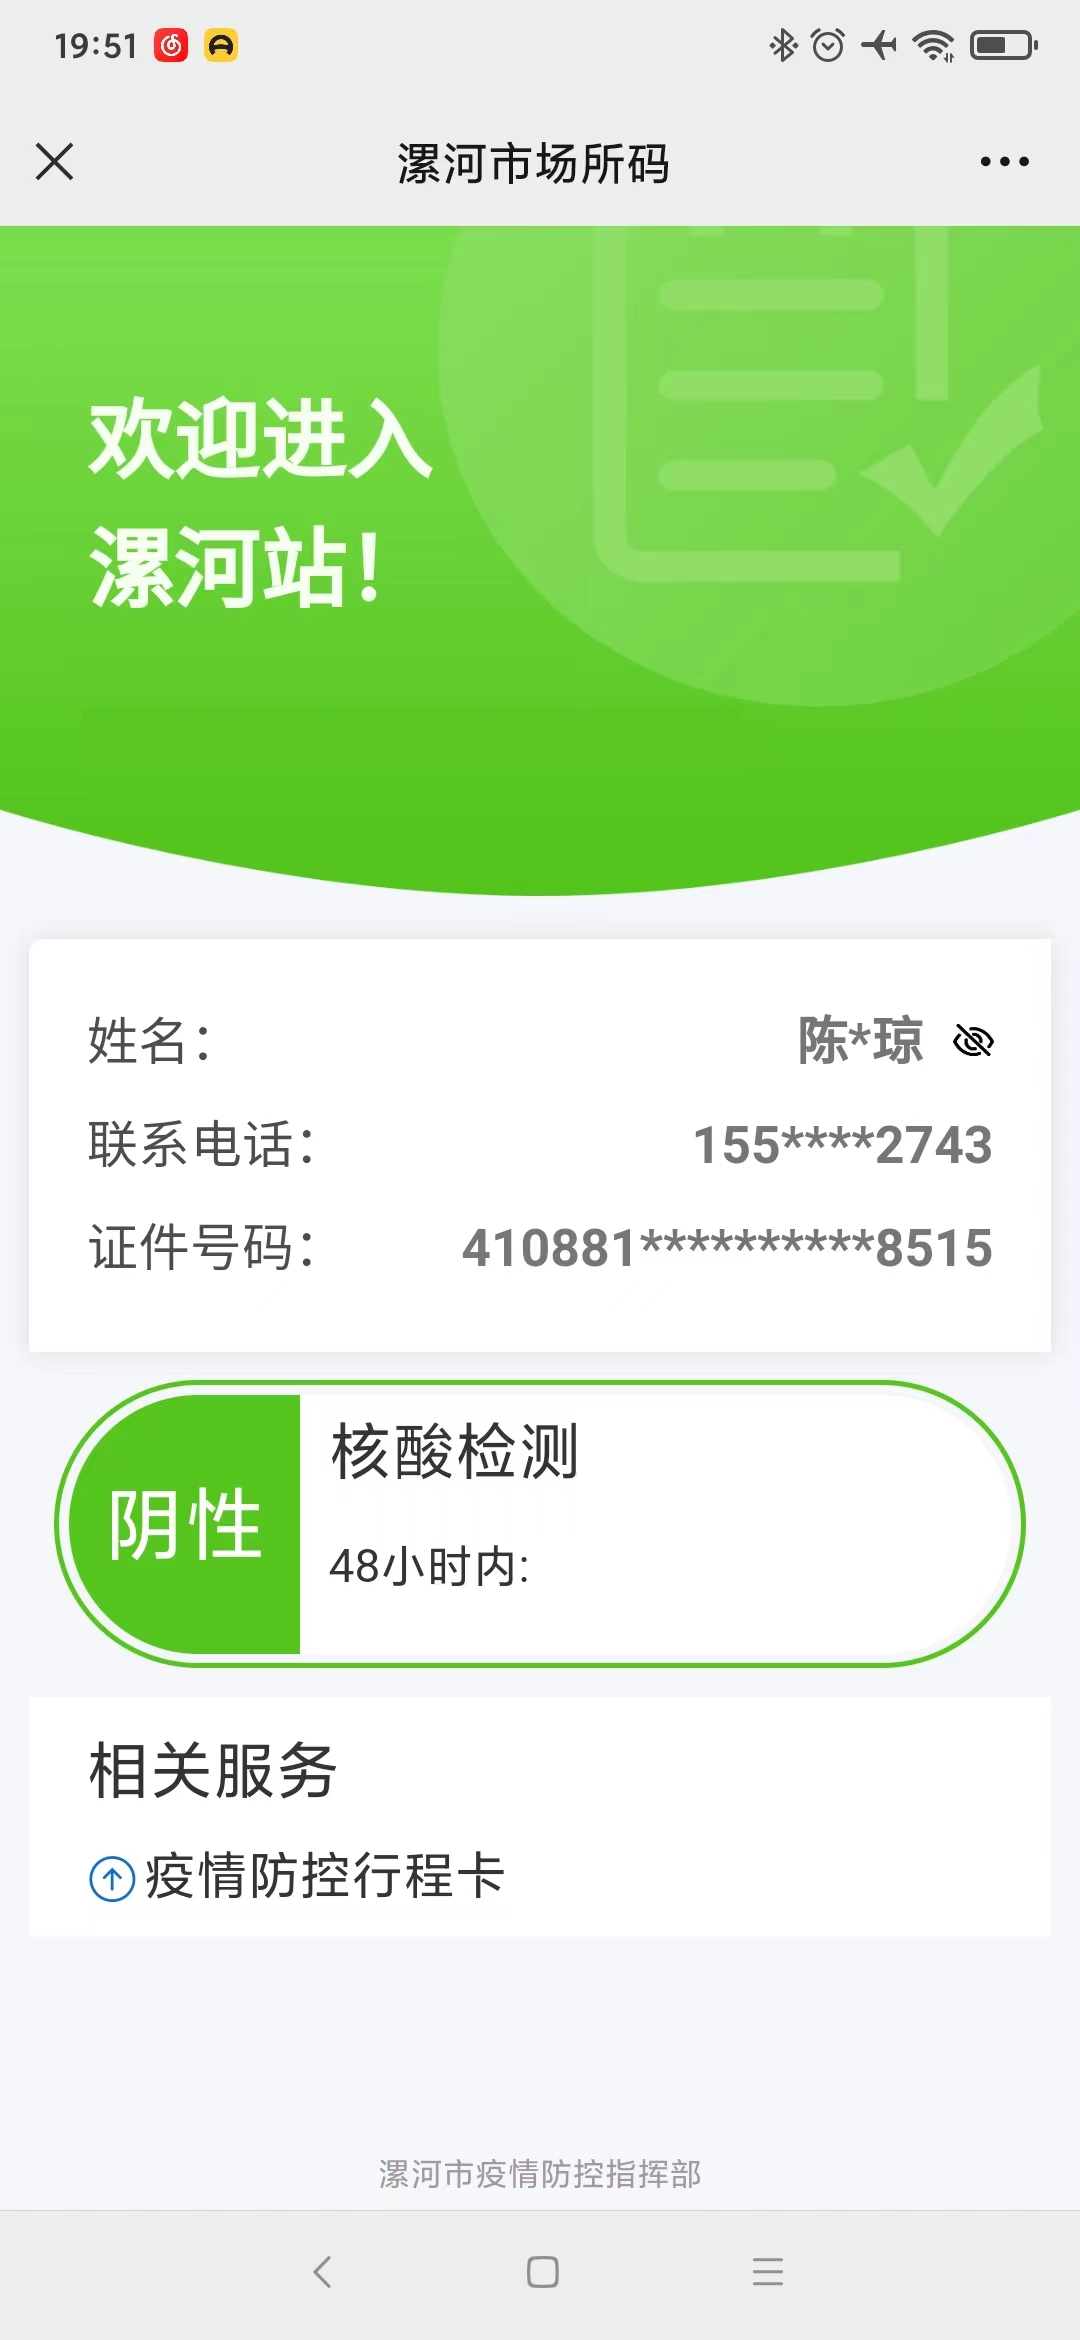 19:51
漯河市场所码
欢迎进入
漯河站！
姓名： 陈*琼
联系电话： 155****2743
证件号码： 410881**********8515
阴性
核酸检测
48小时内:
相关服务
疫情防控行程卡
漯河市疫情防控指挥部